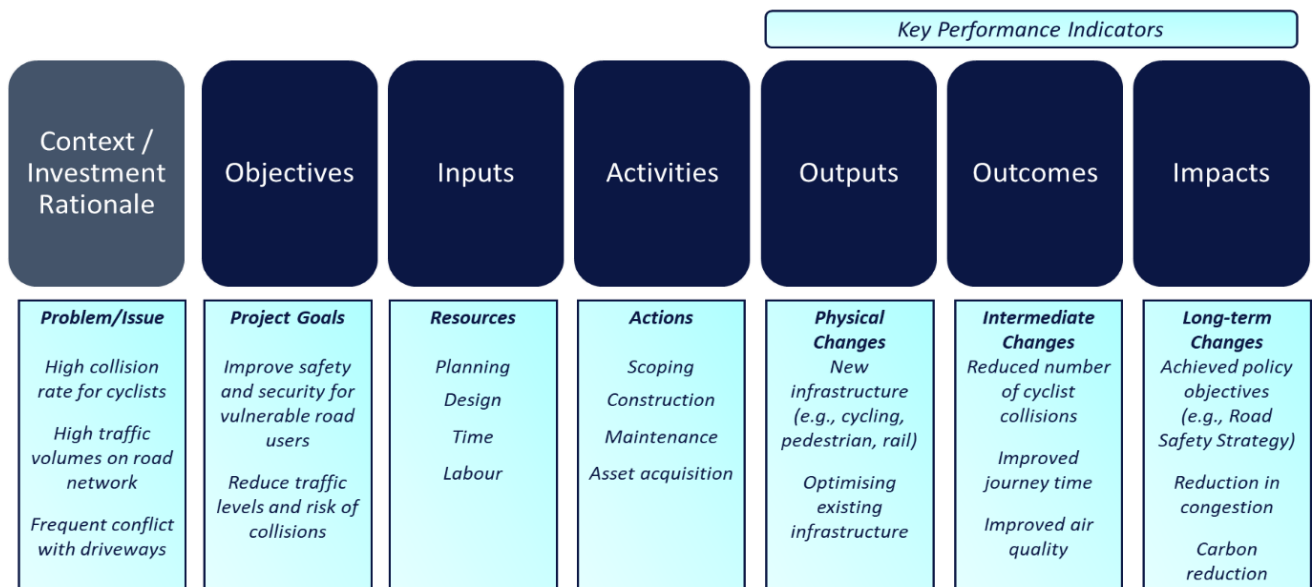 Key Performance Indicators
Context /
Investment
Rationale
Objectives
Inputs
Activities
Outputs
Outcomes
Impacts
Problem/Issue
High collision
rate for cyclists
High traffic
volumes on road
network
Frequent conflict
with driveways
Project Goals
Improve safety
and security for
vulnerable road
users
Reduce traffic
levels and risk of
collisions
Resources
Planning
Design
Time
Labour
Actions
Scoping
Construction
Maintenance
Asset acquisition
Physical
Changes
New
infrastructure
(e.g., cycling,
pedestrian, rail)
Optimising
existing
infrastructure
Intermediate
Changes
Reduced number
of cyclist
collisions
Improved
journey time
Improved air
quality
Long-term
Changes
Achieved policy
objectives
(e.g., Road
Safety Strategy)
Reduction in
congestion
Carbon
reduction